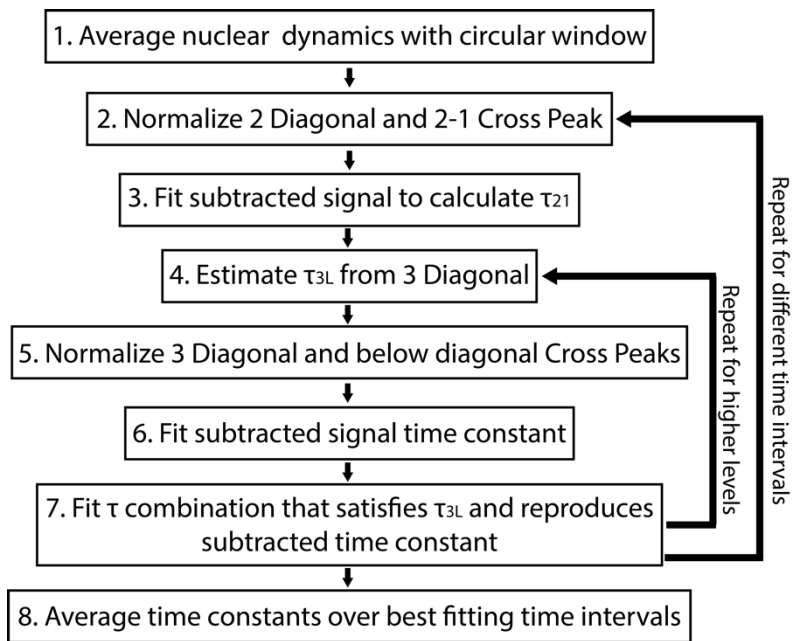 1. Average nuclear dynamics with circular window
2. Normalize 2 Diagonal and 2-1 Cross Peak
3. Fit subtracted signal to calculate τ21
4. Estimate τ3L from 3 Diagonal
5. Normalize 3 Diagonal and below diagonal Cross Peaks
6. Fit subtracted signal time constant
7. Fit τ combination that satisfies τ3L and reproduces
subtracted time constant
8. Average time constants over best fitting time intervals
Repeat for higher levels
Repeat for different time intervals